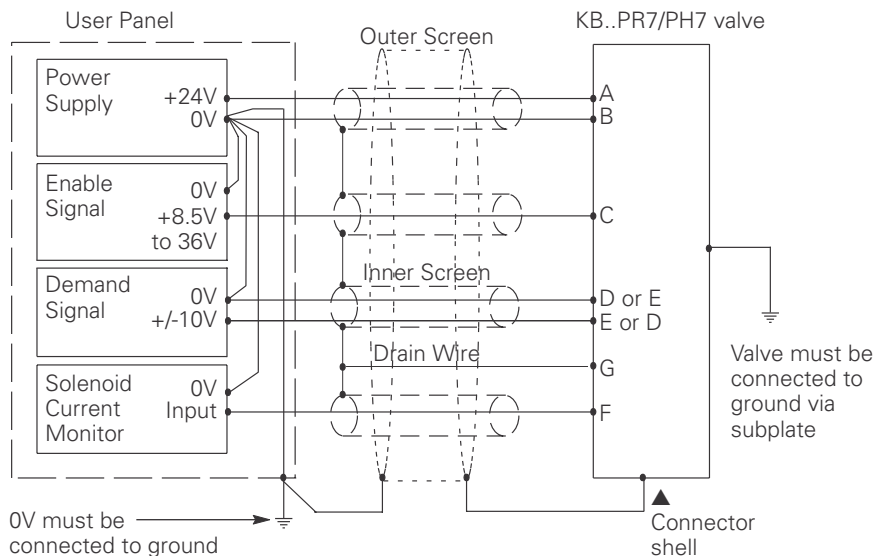 User Panel
Outer Screen
KB..PR7/PH7 valve
Power
Supply
+24V
0V
A
B
Enable
Signal
0V
+8.5V
to 36V
C
Inner Screen
Demand
Signal
0V
+/-10V
D or E
E or D
Drain Wire
G
Solenoid
Current
Monitor
0V
Input
F
Valve must be
connected to
ground via
subplate
0V must be
connected to ground
Connector
shell